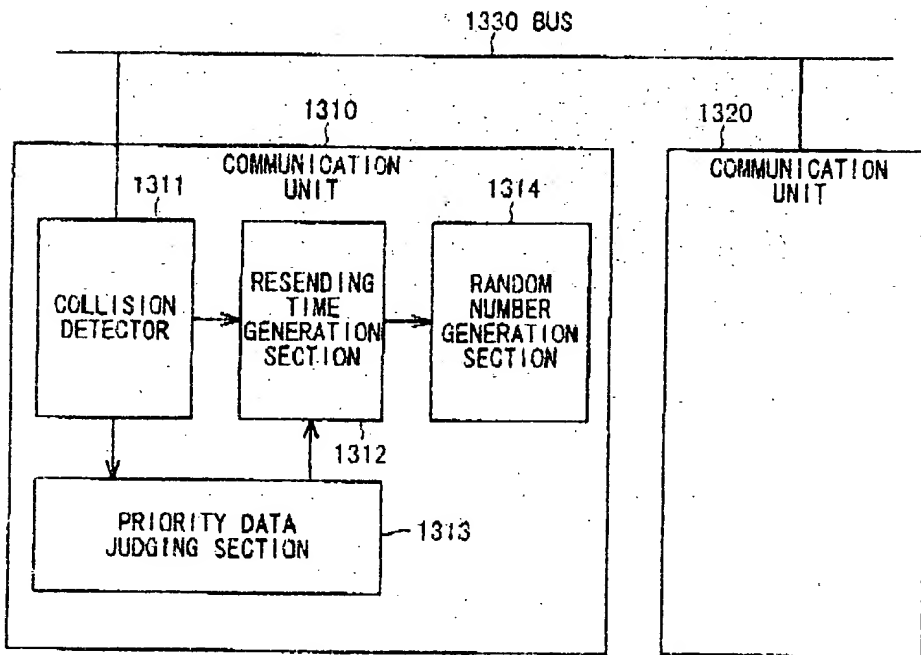 1330 BUS
1310
COMMUNICATION
UNIT
1320
COMMUNICATION
UNIT
1311
COLLISION
DETECTOR
RESENDING
TIME
GENERATION
SECTION
1312
1314
RANDOM
NUMBER
GENERATION
SECTION
PRIORITY DATA
JUDGING SECTION
1313